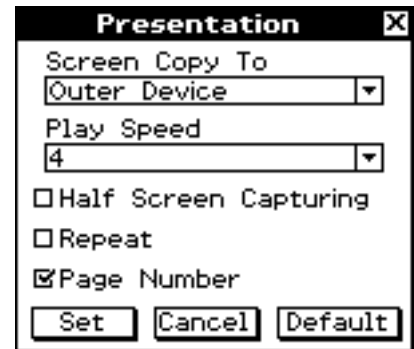 Presentation
Screen Copy To
Outer Device
Play Speed
4
Half Screen Capturing
Repeat
Page Number
Set Cancel Default